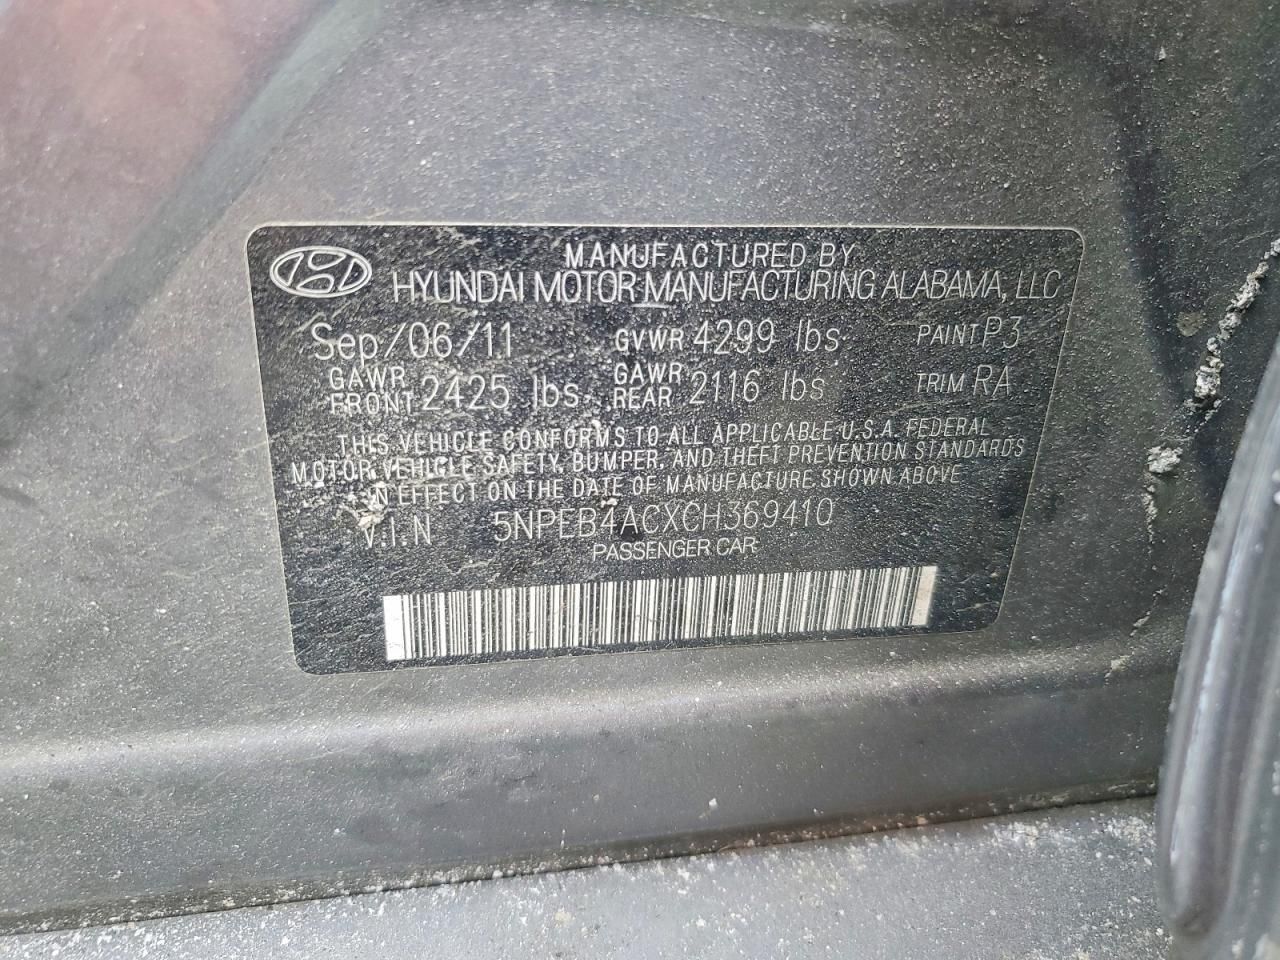 MANUFACTURED BY
HYUNDAI MOTOR MANUFACTURING ALABAMA, LLC
Sep/06/11 GVWR 4299 lbs PAINT P3
GAWR FRONT 2425 lbs GAWR REAR 2116 lbs TRIM RA
THIS VEHICLE CONFORMS TO ALL APPLICABLE U.S.A. FEDERAL
MOTOR VEHICLE SAFETY, BUMPER, AND THEFT PREVENTION STANDARDS
IN EFFECT ON THE DATE OF MANUFACTURE SHOWN ABOVE
V.I.N 5NPEB4ACXCH369410
PASSENGER CAR